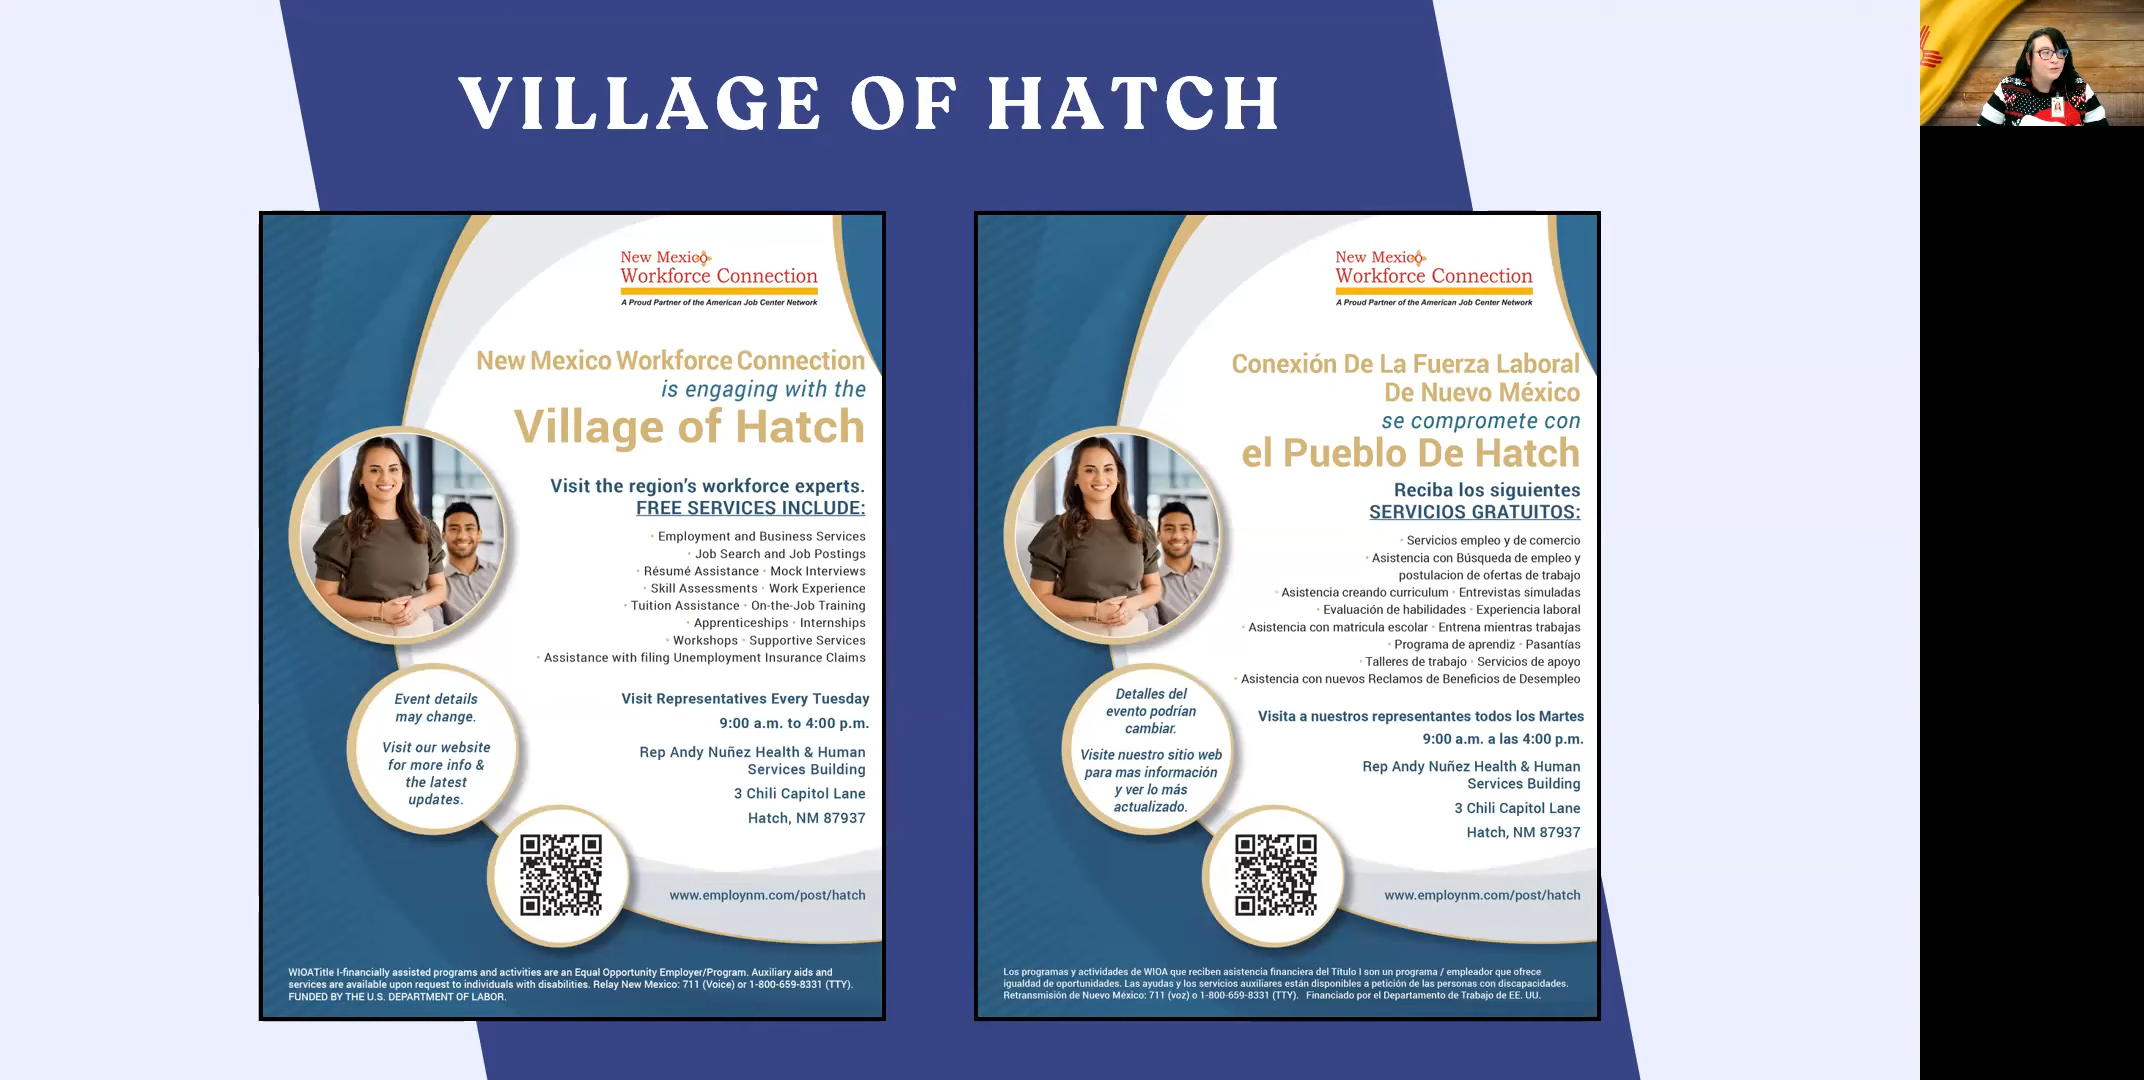 VILLAGE OF HATCH
New Mexico
Workforce Connection
A Proud Partner of the American Job Center Network
New Mexico Workforce Connection
is engaging with the
Village of Hatch
Visit the region's workforce experts.
FREE SERVICES INCLUDE:
· Employment and Business Services
· Job Search and Job Postings
· Résumé Assistance · Mock Interviews
· Skill Assessments · Work Experience
· Tuition Assistance · On-the-Job Training
· Apprenticeships · Internships
· Workshops · Supportive Services
· Assistance with filing Unemployment Insurance Claims
Visit Representatives Every Tuesday
9:00 a.m. to 4:00 p.m.
Rep Andy Nuñez Health & Human
Services Building
3 Chili Capitol Lane
Hatch, NM 87937
Event details
may change.
Visit our website
for more info &
the latest
updates.
www.employnm.com/post/hatch
WIOATitle I-financially assisted programs and activities are an Equal Opportunity Employer/Program. Auxiliary aids and
services are available upon request to individuals with disabilities. Relay New Mexico: 711 (Voice) or 1-800-659-8331 (TTY).
FUNDED BY THE U.S. DEPARTMENT OF LABOR.
New Mexico
Workforce Connection
A Proud Partner of the American Job Center Network
Conexión De La Fuerza Laboral
De Nuevo México
se compromete con
el Pueblo De Hatch
Reciba los siguientes
SERVICIOS GRATUITOS:
· Servicios empleo y de comercio
· Asistencia con Búsqueda de empleo y
postulacion de ofertas de trabajo
· Asistencia creando curriculum · Entrevistas simuladas
· Evaluación de habilidades · Experiencia laboral
· Asistencia con matricula escolar · Entrena mientras trabajas
· Programa de aprendiz · Pasantías
· Talleres de trabajo · Servicios de apoyo
· Asistencia con nuevos Reclamos de Beneficios de Desempleo
Visita a nuestros representantes todos los Martes
9:00 a.m. a las 4:00 p.m.
Rep Andy Nuñez Health & Human
Services Building
3 Chili Capitol Lane
Hatch, NM 87937
Detalles del
evento podrían
cambiar.
Visite nuestro sitio web
para mas información
y ver lo más
actualizado.
www.employnm.com/post/hatch
Los programas y actividades de WIOA que reciben asistencia financiera del Título I son un programa / empleador que ofrece
igualdad de oportunidades. Las ayudas y los servicios auxiliares están disponibles a petición de las personas con discapacidades.
Retransmisión de Nuevo México: 711 (voz) o 1-800-659-8331 (TTY). Financiado por el Departamento de Trabajo de EE. UU.